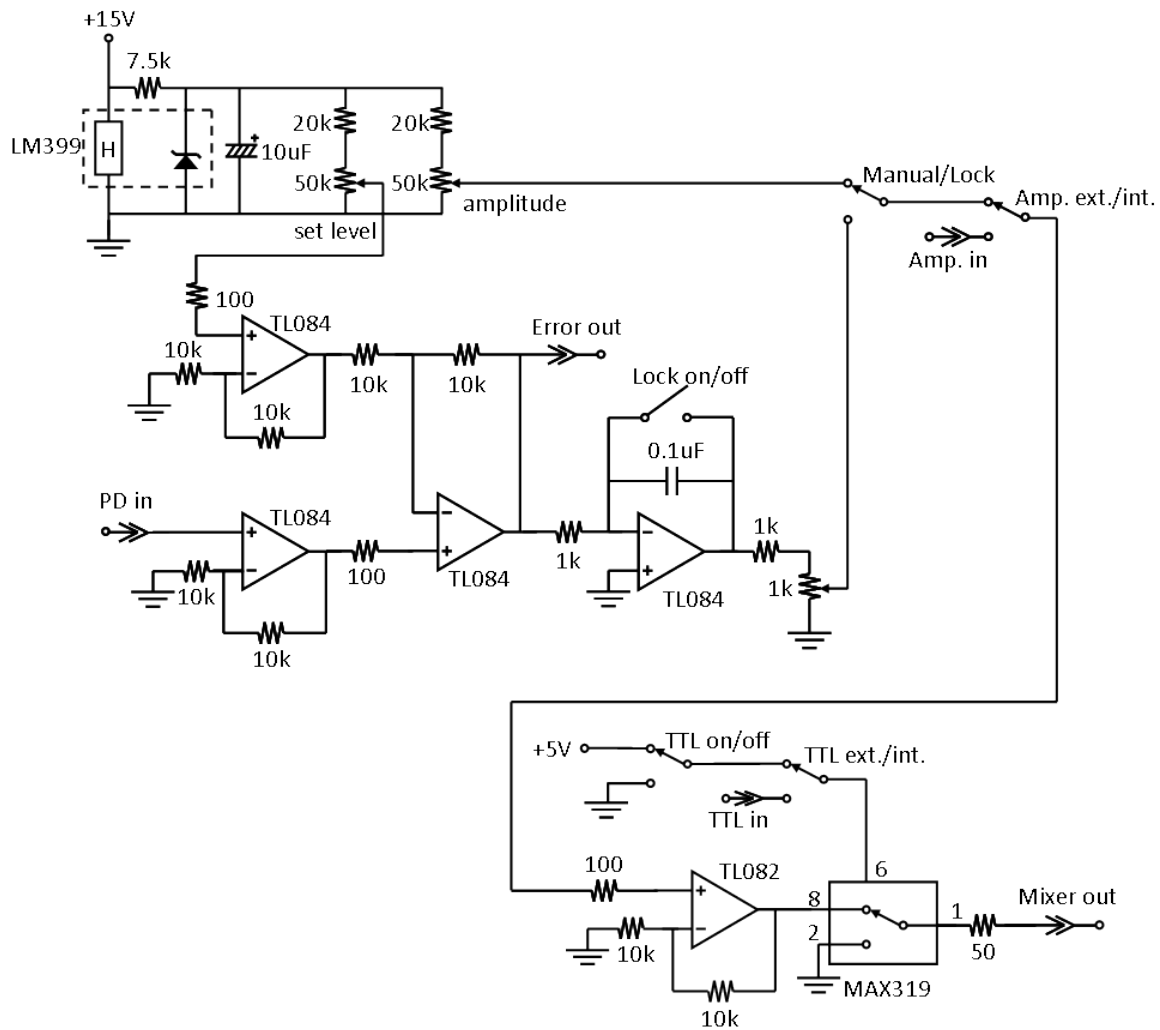 +15V
7.5k
LM399
H
10uF
20k
20k
50k
50k
set level
amplitude
Manual/Lock
Amp. ext./int.
Amp. in
100
TL084
10k
10k
10k
10k
Error out
Lock on/off
0.1uF
PD in
TL084
10k
10k
100
TL084
1k
TL084
1k
1k
+5V
TTL on/off
TTL ext./int.
TTL in
100
TL082
10k
10k
6
8
2
1
MAX319
50
Mixer out